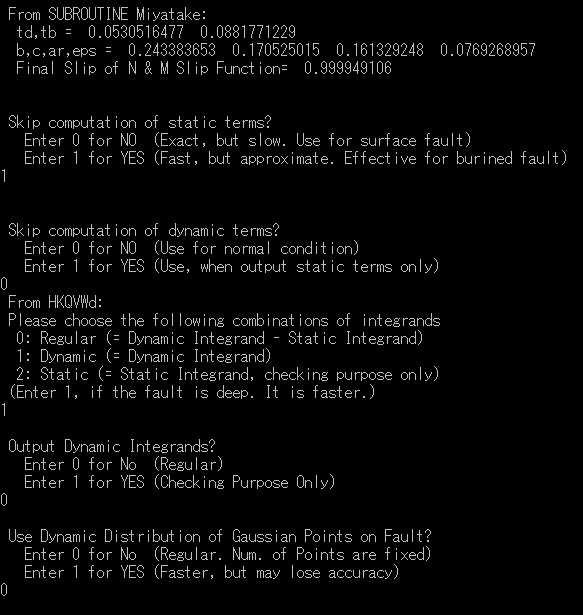 From SUBROUTINE Miyatake:
td,tb =  0.0530516477  0.0881771229
b,c,ar,eps =  0.243383653  0.170525015  0.161329248  0.0769268957
Final Slip of N & M Slip Function=  0.999949106
Skip computation of static terms?
Enter 0 for NO  (Exact, but slow. Use for surface fault)
Enter 1 for YES (Fast, but approximate. Effective for burined fault)
1
Skip computation of dynamic terms?
Enter 0 for NO  (Use for normal condition)
Enter 1 for YES (Use, when output static terms only)
0
From HKQVWd:
Please choose the following combinations of integrands
0: Regular (= Dynamic Integrand - Static Integrand)
1: Dynamic (= Dynamic Integrand)
2: Static (= Static Integrand, checking purpose only)
(Enter 1, if the fault is deep. It is faster.)
1
Output Dynamic Integrands?
Enter 0 for No  (Regular)
Enter 1 for YES (Checking Purpose Only)
0
Use Dynamic Distribution of Gaussian Points on Fault?
Enter 0 for No  (Regular. Num. of Points are fixed)
Enter 1 for YES (Faster, but may lose accuracy)
0